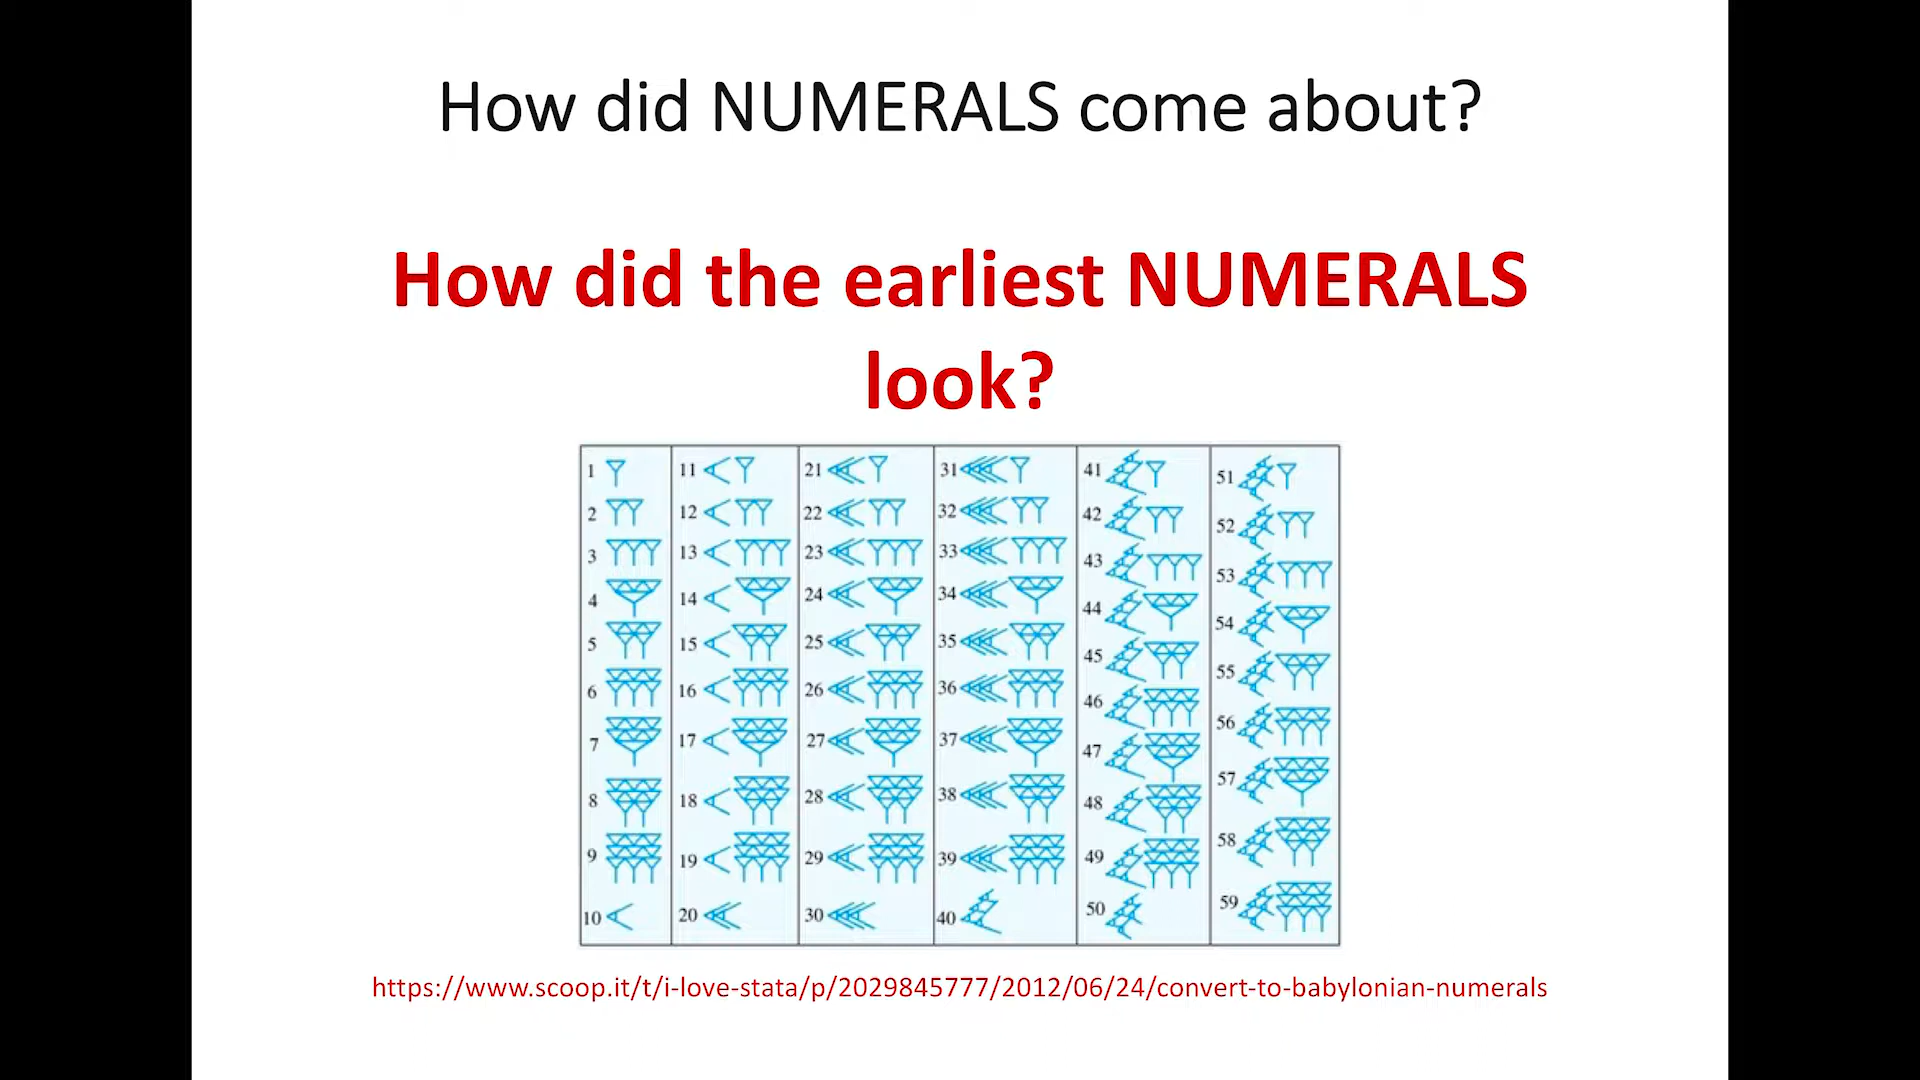 How did NUMERALS come about?
How did the earliest NUMERALS
look?
1 11 21 31 41 51
2 12 22 32 42 52
3 13 23 33 43 53
4 14 24 34 44 54
5 15 25 35 45 55
6 16 26 36 46 56
7 17 27 37 47 57
8 18 28 38 48 58
9 19 29 39 49 59
10 20 30 40 50
https://www.scoop.it/t/i-love-stata/p/2029845777/2012/06/24/convert-to-babylonian-numerals